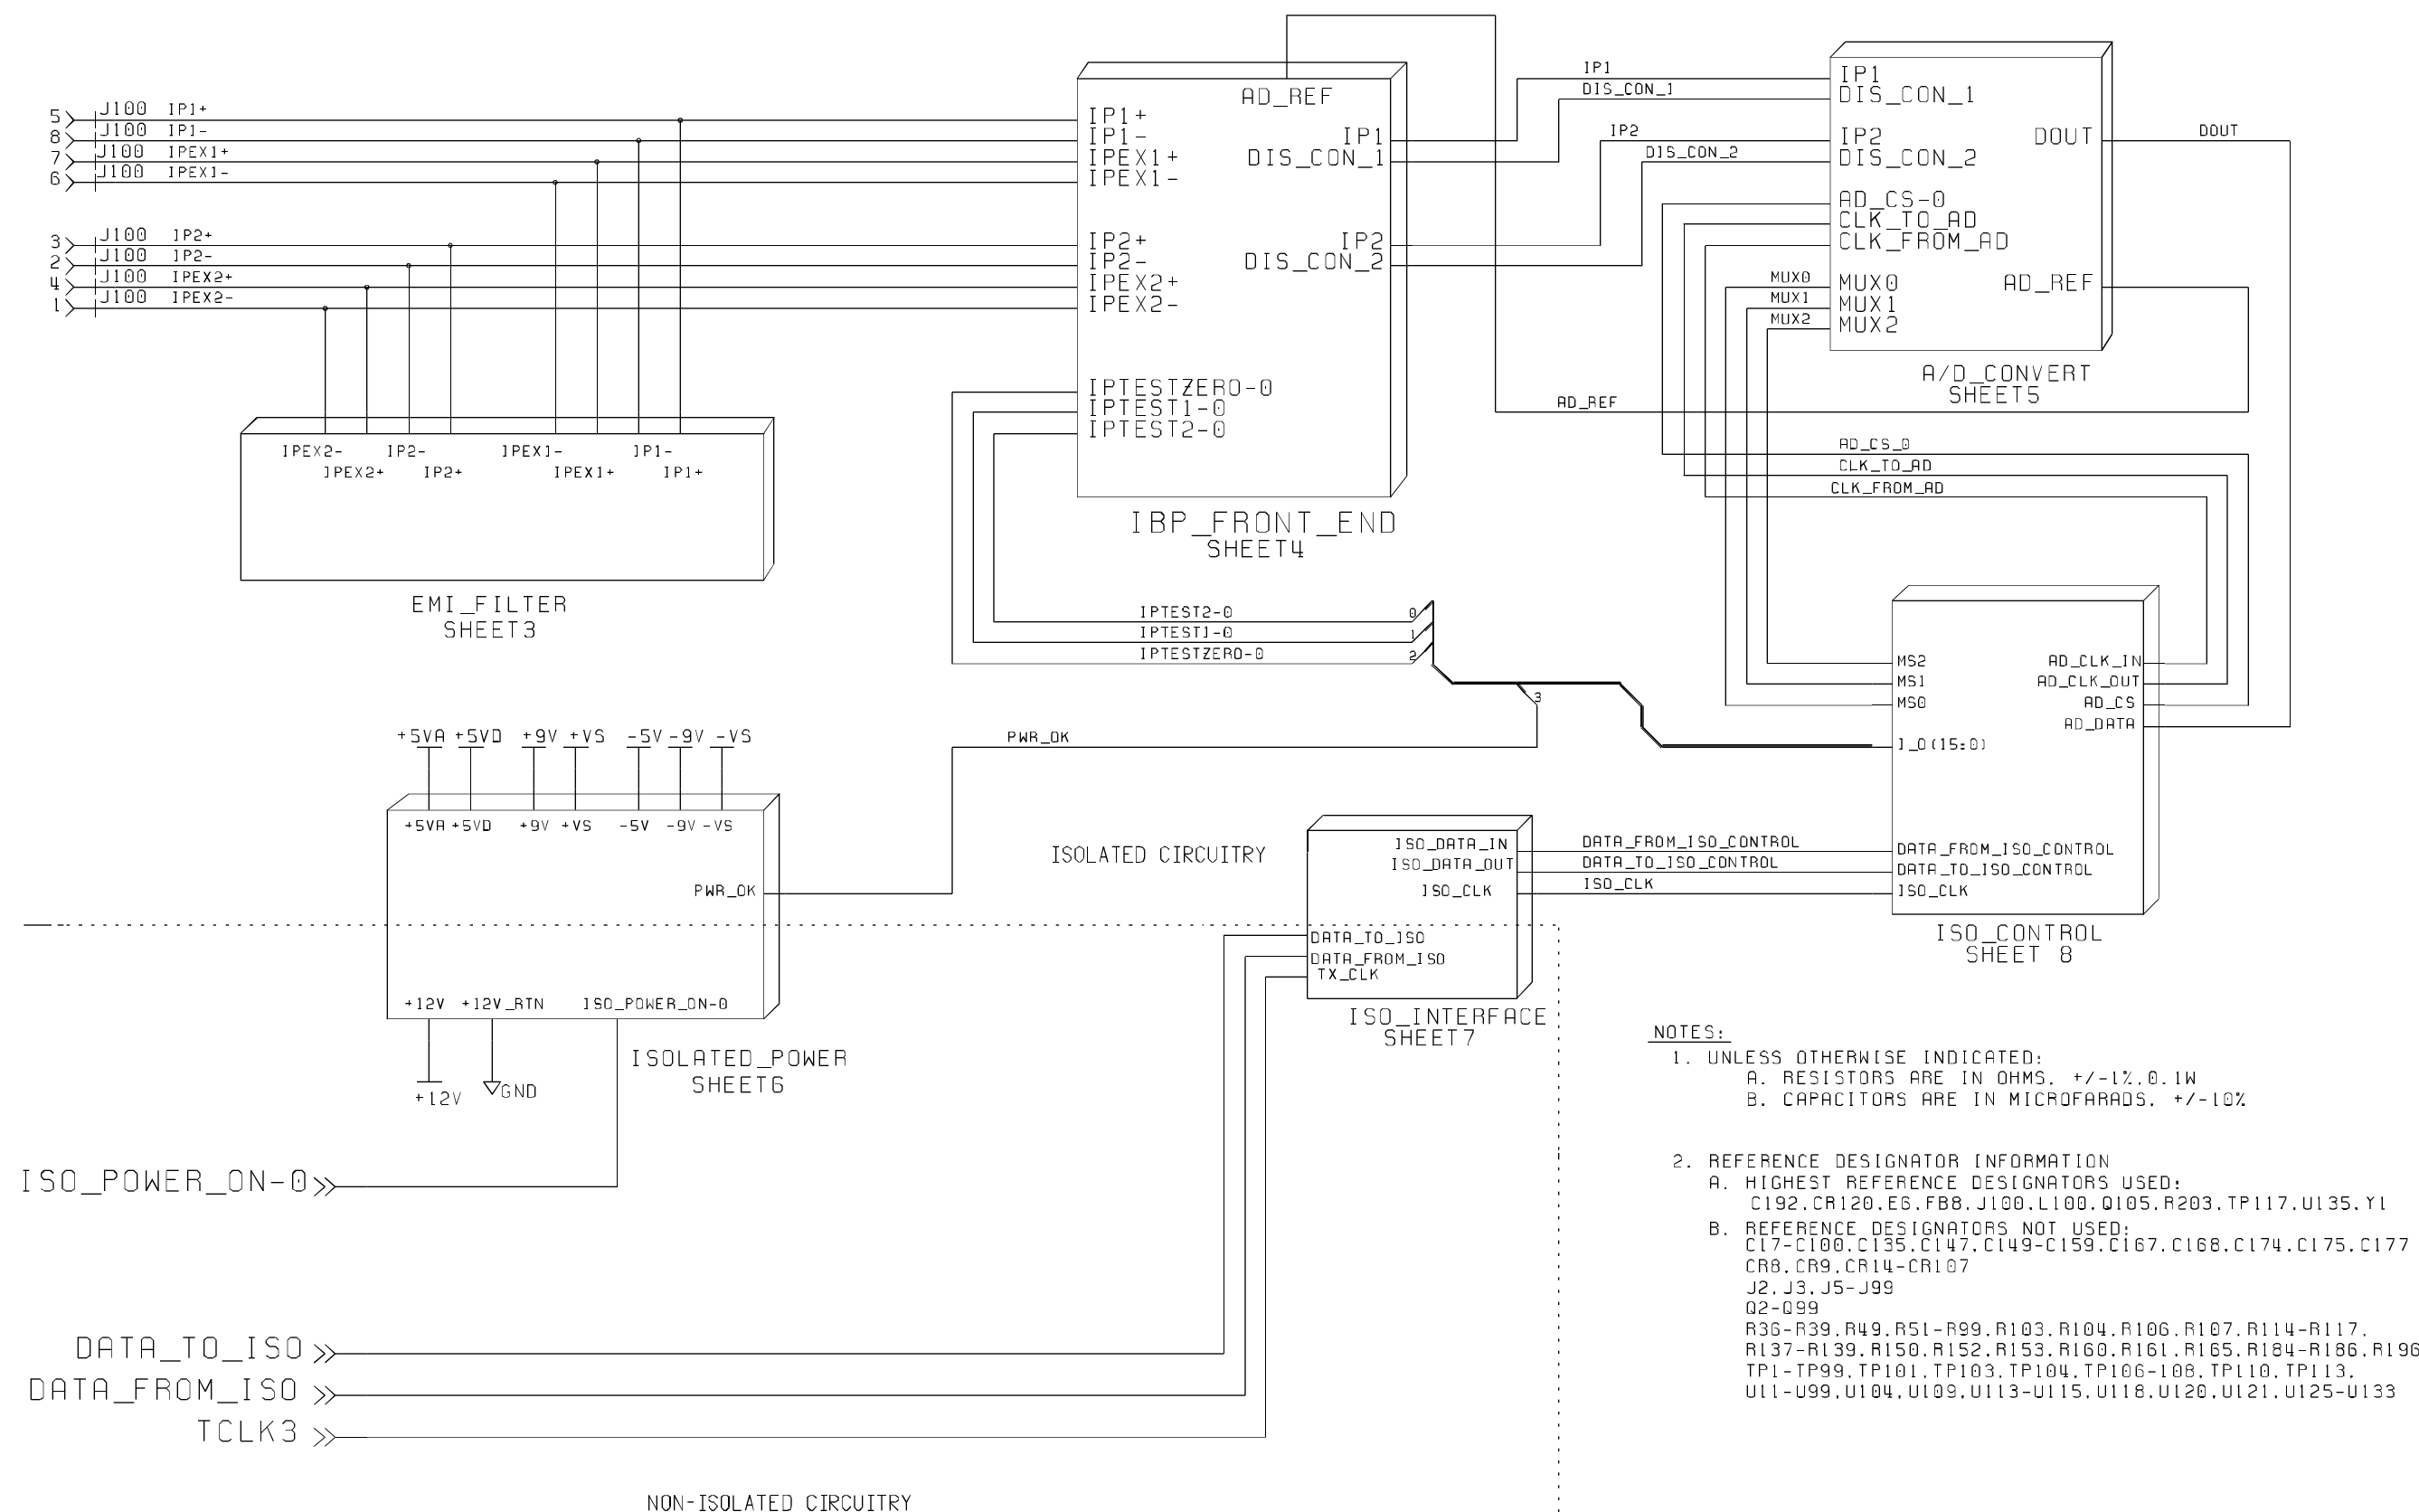 5 J100 IP1+
8 J100 IP1-
7 J100 IPEX1+
6 J100 IPEX1-
3 J100 IP2+
2 J100 IP2-
4 J100 IPEX2+
1 J100 IPEX2-
IPEX2- IP2- IPEX1- IP1-
IPEX2+ IP2+ IPEX1+ IP1+
EMI_FILTER
SHEET3
AD_REF
IP1+
IP1-
IPEX1+
IPEX1-
IP1
DIS_CON_1
IP2+
IP2-
IPEX2+
IPEX2-
IP2
DIS_CON_2
IPTESTZERO-0
IPTEST1-0
IPTEST2-0
IBP_FRONT_END
SHEET4
IP1
DIS_CON_1
IP2
DIS_CON_2
MUX0
MUX1
MUX2
IP1
DIS_CON_1
IP2
DIS_CON_2
AD_CS-0
CLK_TO_AD
CLK_FROM_AD
MUX0
MUX1
MUX2
DOUT
AD_REF
DOUT
A/D_CONVERT
SHEET5
AD_REF
AD_CS_0
CLK_TO_AD
CLK_FROM_AD
IPTEST2-0 0
IPTEST1-0 1
IPTESTZERO-0 2
3
PWR_OK
MS2
MS1
MS0
I_O(15:0)
AD_CLK_IN
AD_CLK_OUT
AD_CS
AD_DATA
DATA_FROM_ISO_CONTROL
DATA_TO_ISO_CONTROL
ISO_CLK
ISO_CONTROL
SHEET 8
+5VA +5VD +9V +VS -5V -9V -VS
+5VA +5VD +9V +VS -5V -9V -VS
PWR_OK
+12V +12V_RTN ISO_POWER_ON-0
ISOLATED_POWER
SHEET6
+12V
GND
ISOLATED CIRCUITRY
ISO_DATA_IN
ISO_DATA_OUT
ISO_CLK
DATA_FROM_ISO_CONTROL
DATA_TO_ISO_CONTROL
ISO_CLK
DATA_TO_ISO
DATA_FROM_ISO
TX_CLK
ISO_INTERFACE
SHEET7
ISO_POWER_ON-0
DATA_TO_ISO
DATA_FROM_ISO
TCLK3
NON-ISOLATED CIRCUITRY
NOTES:
1. UNLESS OTHERWISE INDICATED:
A. RESISTORS ARE IN OHMS, +/-1%,0.1W
B. CAPACITORS ARE IN MICROFARADS, +/-10%
2. REFERENCE DESIGNATOR INFORMATION
A. HIGHEST REFERENCE DESIGNATORS USED:
C192,CR120,E6,FB8,J100,L100,Q105,R203,TP117,U135,Y1
B. REFERENCE DESIGNATORS NOT USED:
C17-C100,C135,C147,C149-C159,C167,C168,C174,C175,C177
CR8,CR9,CR14-CR107
J2,J3,J5-J99
Q2-Q99
R36-R39,R49,R51-R99,R103,R104,R106,R107,R114-R117,
R137-R139,R150,R152,R153,R160,R161,R165,R184-R186,R196
TP1-TP99,TP101,TP103,TP104,TP106-108,TP110,TP113,
U11-U99,U104,U109,U113-U115,U118,U120,U121,U125-U133